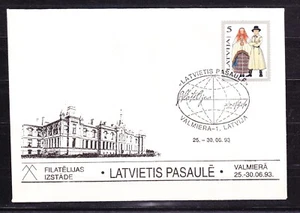 5
LATVIJA
LATVIETIS PASAULĒ
VALMIERA-1, LATVIJA
25. - 30.06.93.
FILATĒLIJAS
IZSTĀDE
• LATVIETIS PASAULĒ •
VALMIERĀ
25.-30.06.93.